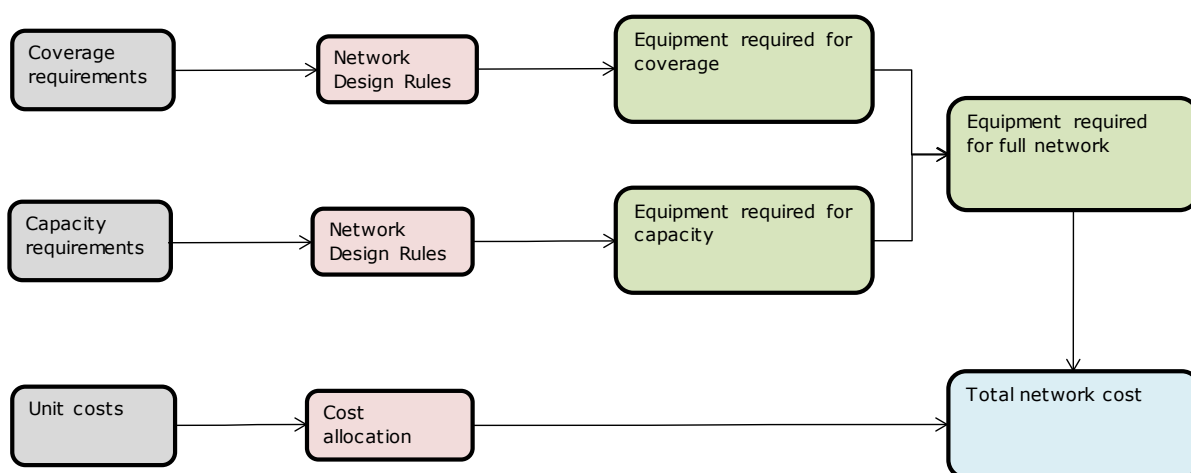 Coverage
requirements
Network
Design Rules
Equipment required for
coverage
Equipment required
for full network
Capacity
requirements
Network
Design Rules
Equipment required for
capacity
Unit costs
Cost
allocation
Total network cost